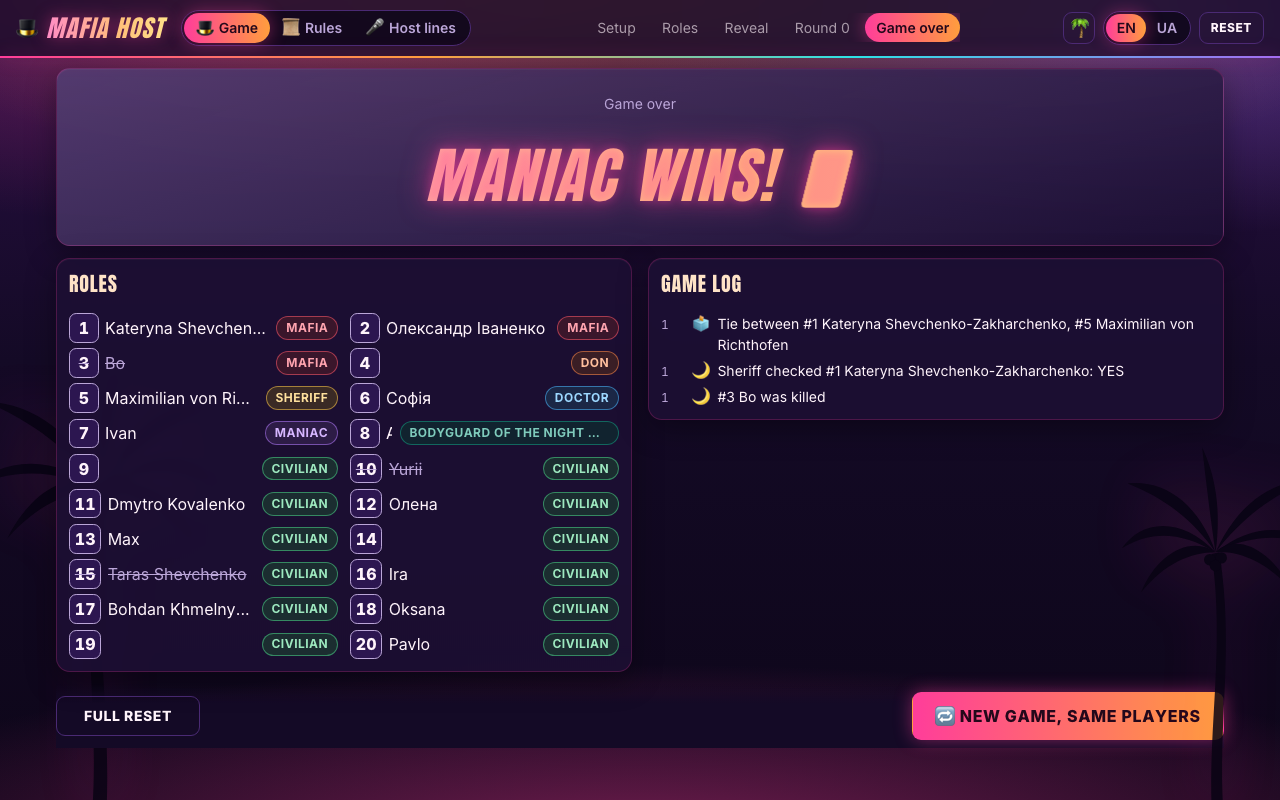 MAFIA HOST
Game
Rules
Host lines
Setup
Roles
Reveal
Round 0
Game over
EN
UA
RESET
Game over
MANIAC WINS!
ROLES
1 Kateryna Shevchen... MAFIA
2 Олександр Іваненко MAFIA
3 Bo MAFIA
4 DON
5 Maximilian von Ri... SHERIFF
6 Софія DOCTOR
7 Ivan MANIAC
8 BODYGUARD OF THE NIGHT ...
9 CIVILIAN
10 Yurii CIVILIAN
11 Dmytro Kovalenko CIVILIAN
12 Олена CIVILIAN
13 Max CIVILIAN
14 CIVILIAN
15 Taras Shevchenko CIVILIAN
16 Ira CIVILIAN
17 Bohdan Khmelny... CIVILIAN
18 Oksana CIVILIAN
19 CIVILIAN
20 Pavlo CIVILIAN
GAME LOG
1 Tie between #1 Kateryna Shevchenko-Zakharchenko, #5 Maximilian von
Richthofen
1 Sheriff checked #1 Kateryna Shevchenko-Zakharchenko: YES
1 #3 Bo was killed
FULL RESET
NEW GAME, SAME PLAYERS